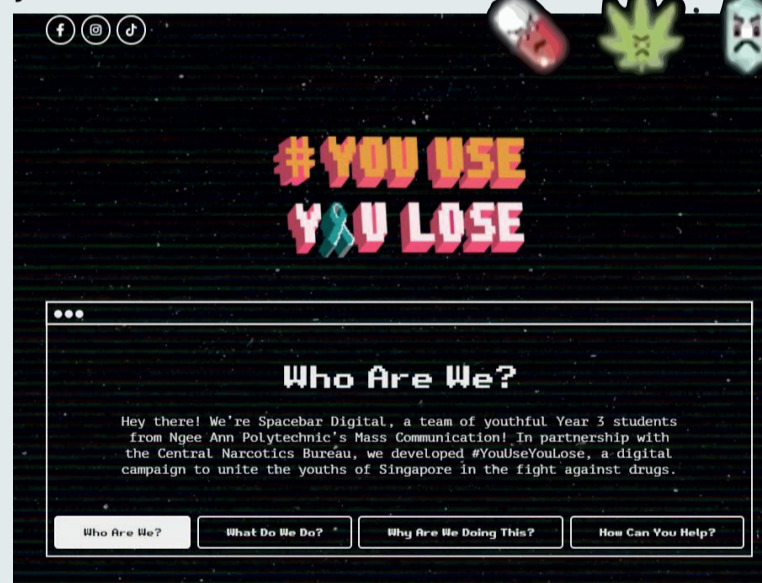 # YOU USE
YOU LOSE
Who Are We?
Hey there! We're Spacebar Digital, a team of youthful Year 3 students
from Ngee Ann Polytechnic's Mass Communication! In partnership with
the Central Narcotics Bureau, we developed #YouUseYouLose, a digital
campaign to unite the youths of Singapore in the fight against drugs.
Who Are We?
What Do We Do?
Why Are We Doing This?
How Can You Help?